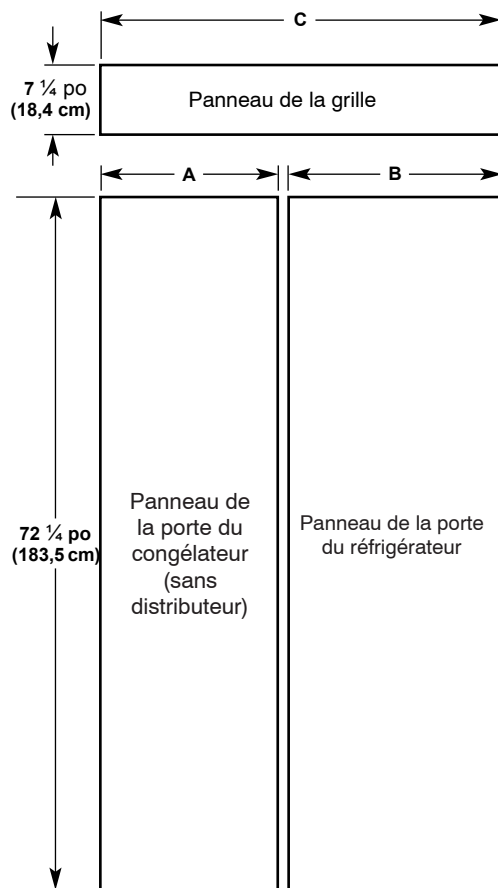 C
7 ¼ po
(18,4 cm)
Panneau de la grille
A
B
72 ¼ po
(183,5 cm)
Panneau de
la porte du
congélateur
(sans
distributeur)
Panneau de la porte
du réfrigérateur